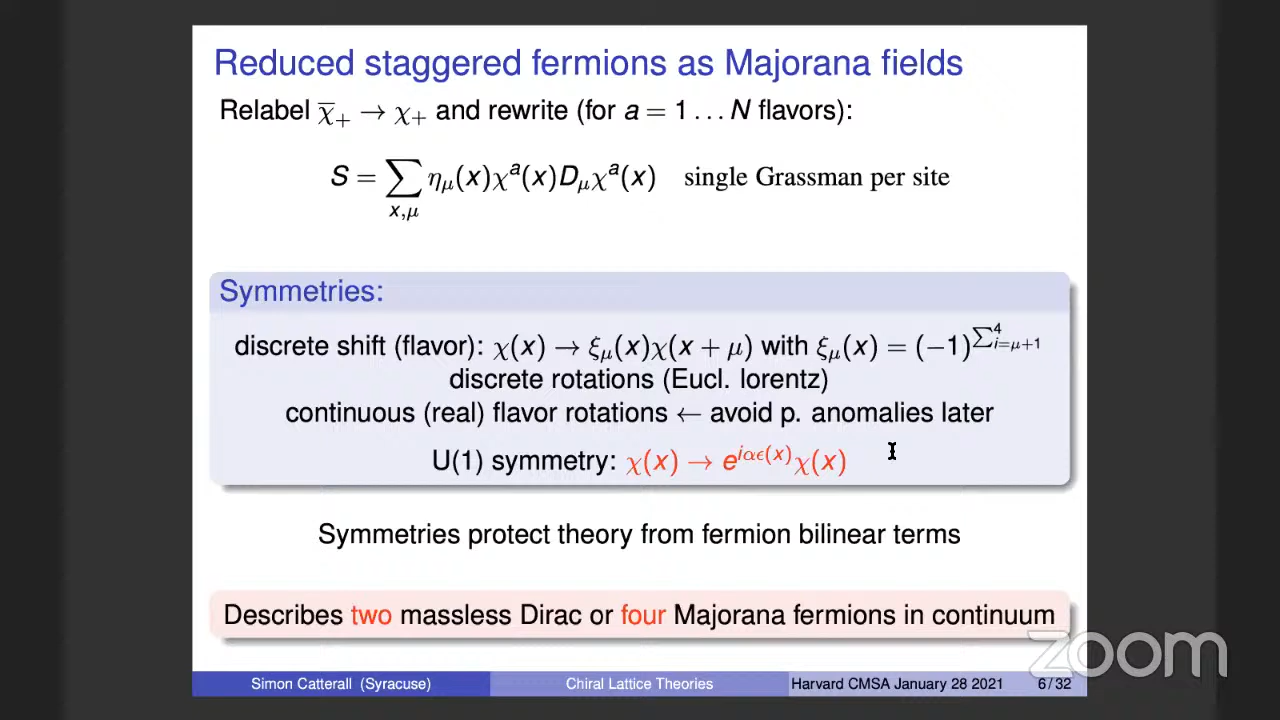 Reduced staggered fermions as Majorana fields
Relabel χ̅₊ → χ₊ and rewrite (for a = 1 … N flavors):
S = ∑_{x,μ} η_μ(x)χᵃ(x)D_μχᵃ(x) single Grassman per site
Symmetries:
discrete shift (flavor): χ(x) → ξ_μ(x)χ(x + μ) with ξ_μ(x) = (−1)^{∑_{i=μ+1}^{4}}
discrete rotations (Eucl. lorentz)
continuous (real) flavor rotations ← avoid p. anomalies later
U(1) symmetry: χ(x) → e^{iαϵ(x)}χ(x)
Symmetries protect theory from fermion bilinear terms
Describes two massless Dirac or four Majorana fermions in continuum
zoom
Simon Catterall (Syracuse) Chiral Lattice Theories Harvard CMSA January 28 2021 6 / 32